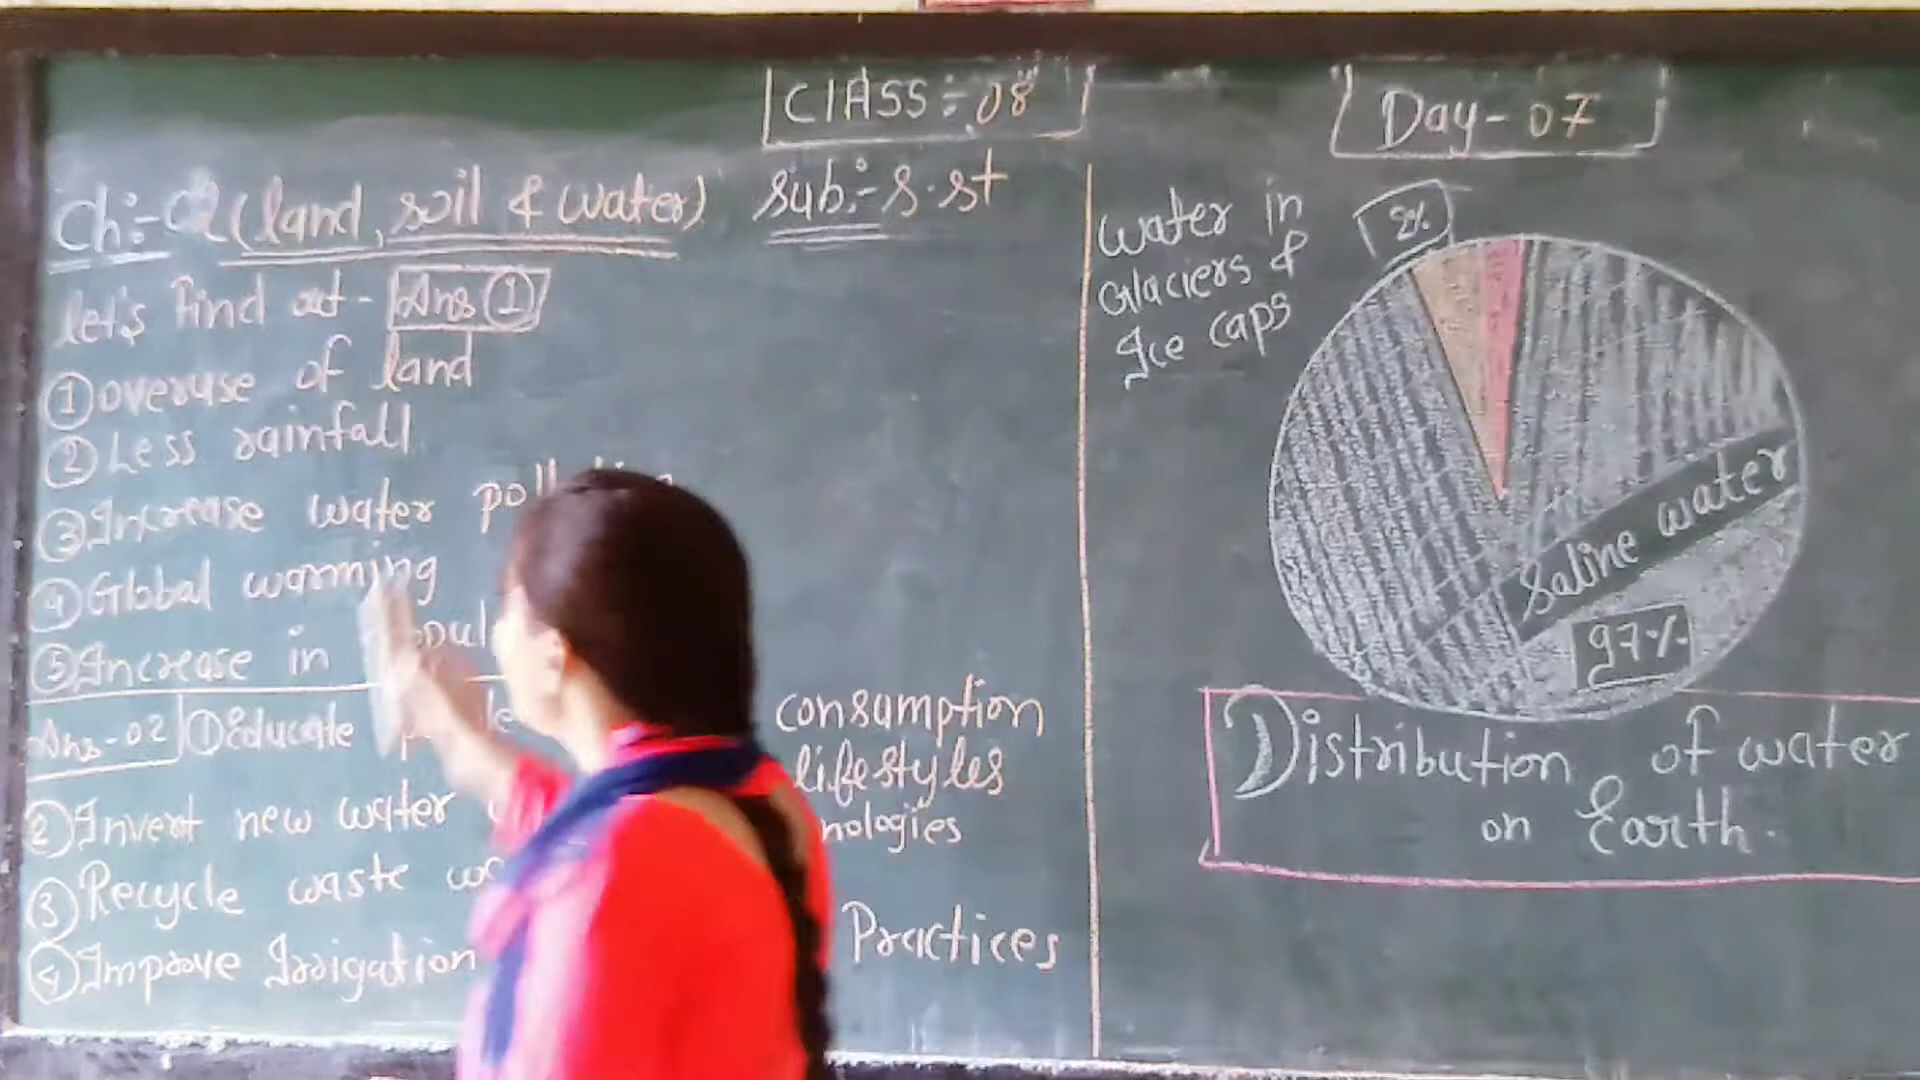 CLASS:- 08
Day- 07
Ch:-02 (land, soil & water) sub:- s.st
let's Find out - Ans ①
① overuse of land
② Less rainfall
③ Increase water
④ Global warming
⑤ Increase in
Ans-02 ① Educate
consumption
lifestyles
② Invent new water
③ Recycle waste
④ Improve Irrigation
Practices
water in
Glaciers &
Ice caps
2%
Saline water
97%
Distribution of water
on Earth.